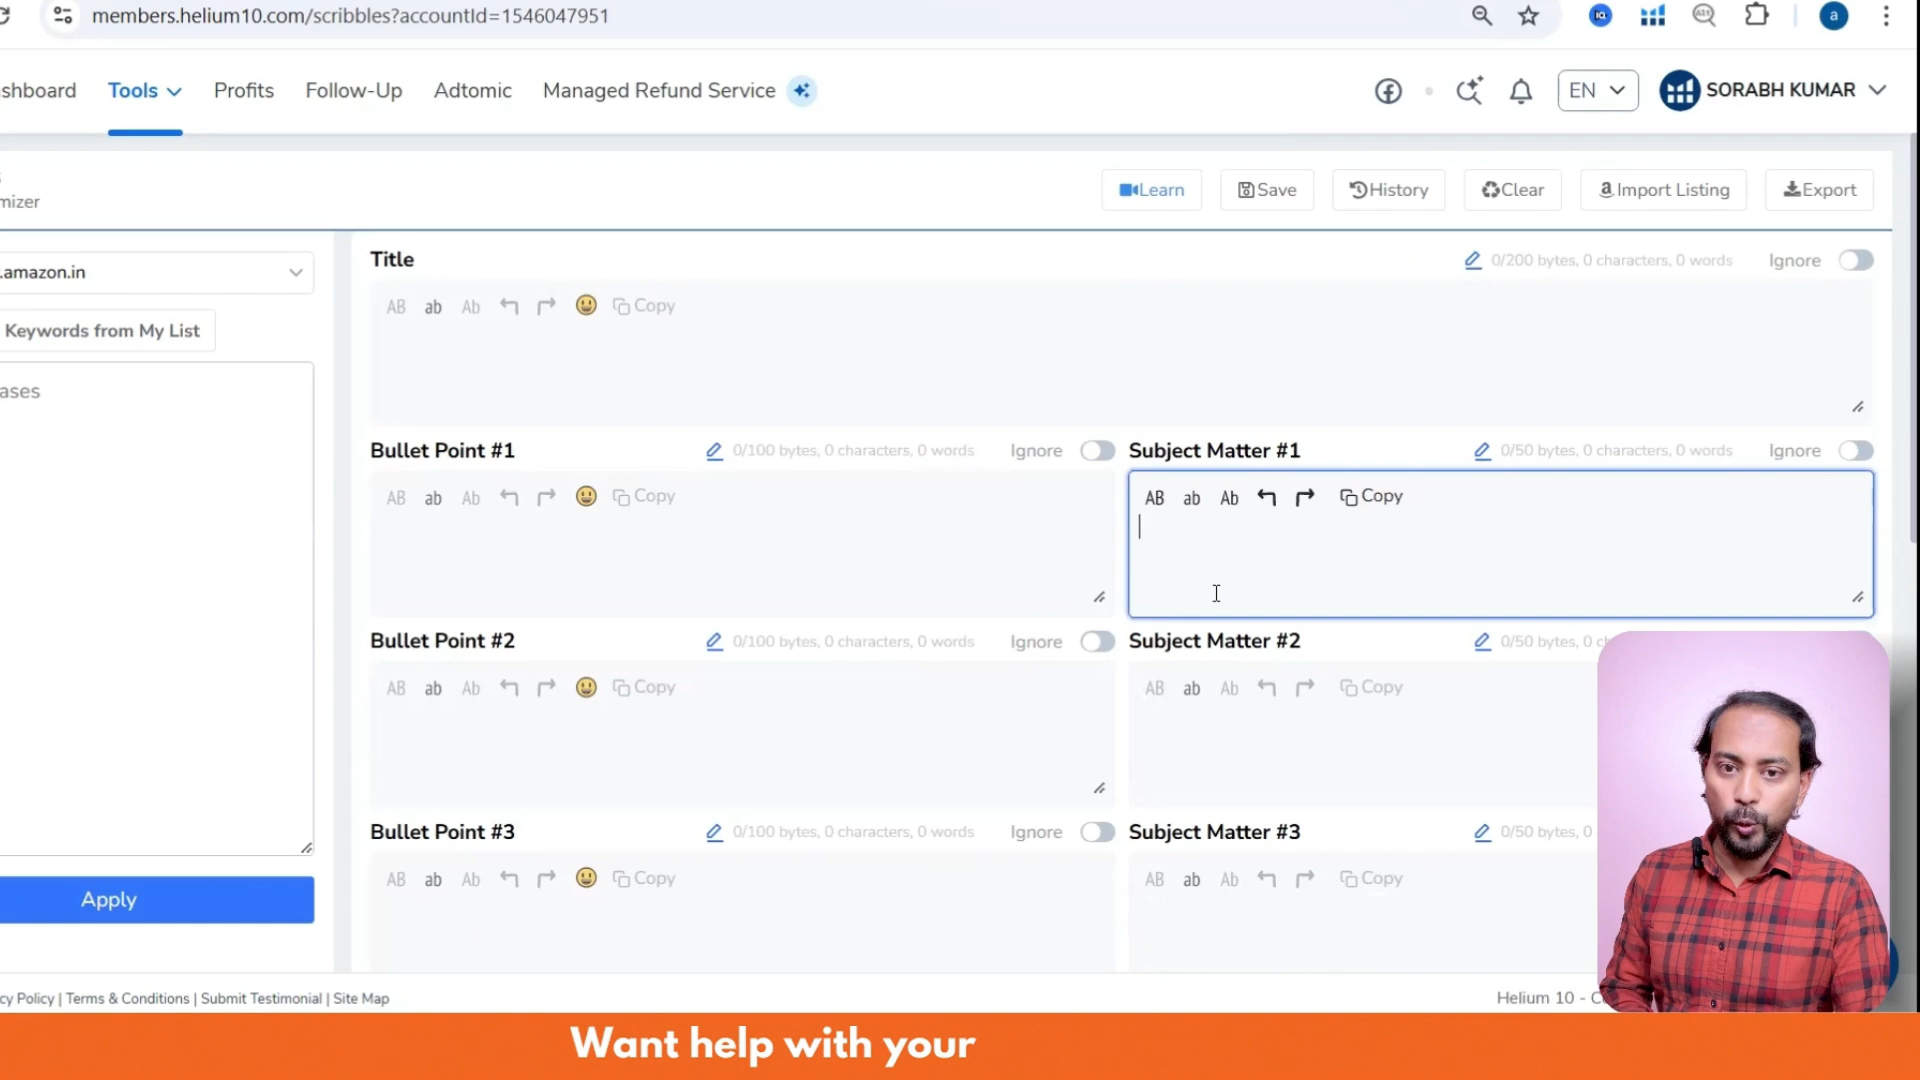 members.helium10.com/scribbles?accountId=1546047951
shboard Tools Profits Follow-Up Adtomic Managed Refund Service EN SORABH KUMAR
mizer
Learn Save History Clear Import Listing Export
.amazon.in
Keywords from My List
ases
Apply
Title 0/200 bytes, 0 characters, 0 words Ignore
AB ab Ab Copy
Bullet Point #1 0/100 bytes, 0 characters, 0 words Ignore
AB ab Ab Copy
Subject Matter #1 0/50 bytes, 0 characters, 0 words Ignore
AB ab Ab Copy
Bullet Point #2 0/100 bytes, 0 characters, 0 words Ignore
AB ab Ab Copy
Subject Matter #2 0/50 bytes, 0
AB ab Ab Copy
Bullet Point #3 0/100 bytes, 0 characters, 0 words Ignore
AB ab Ab Copy
Subject Matter #3 0/50 bytes, 0
AB ab Ab Copy
cy Policy | Terms & Conditions | Submit Testimonial | Site Map
Helium 10 - C
Want help with your